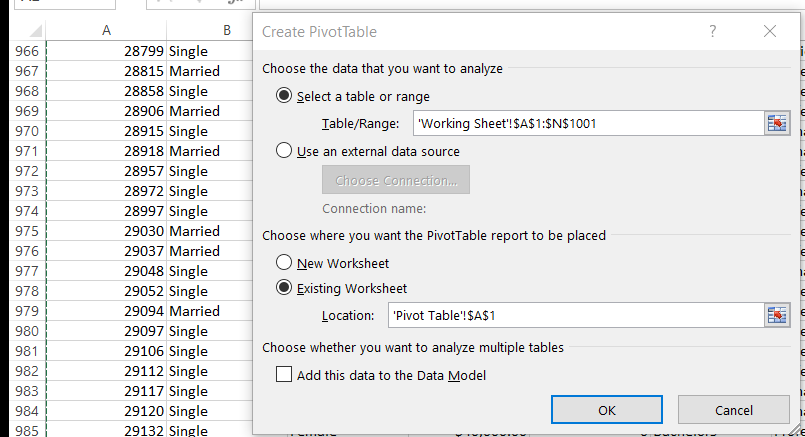 A B
Create PivotTable ?
Choose the data that you want to analyze
Select a table or range
Table/Range: 'Working Sheet'!$A$1:$N$1001
Use an external data source
Choose Connection...
Connection name:
Choose where you want the PivotTable report to be placed
New Worksheet
Existing Worksheet
Location: 'Pivot Table'!$A$1
Choose whether you want to analyze multiple tables
Add this data to the Data Model
OK Cancel
966 28799 Single
967 28815 Married
968 28858 Single
969 28906 Married
970 28915 Single
971 28918 Married
972 28957 Single
973 28972 Single
974 28997 Single
975 29030 Married
976 29037 Married
977 29048 Single
978 29052 Single
979 29094 Married
980 29097 Single
981 29106 Single
982 29112 Single
983 29117 Single
984 29120 Single
985 29132 Single